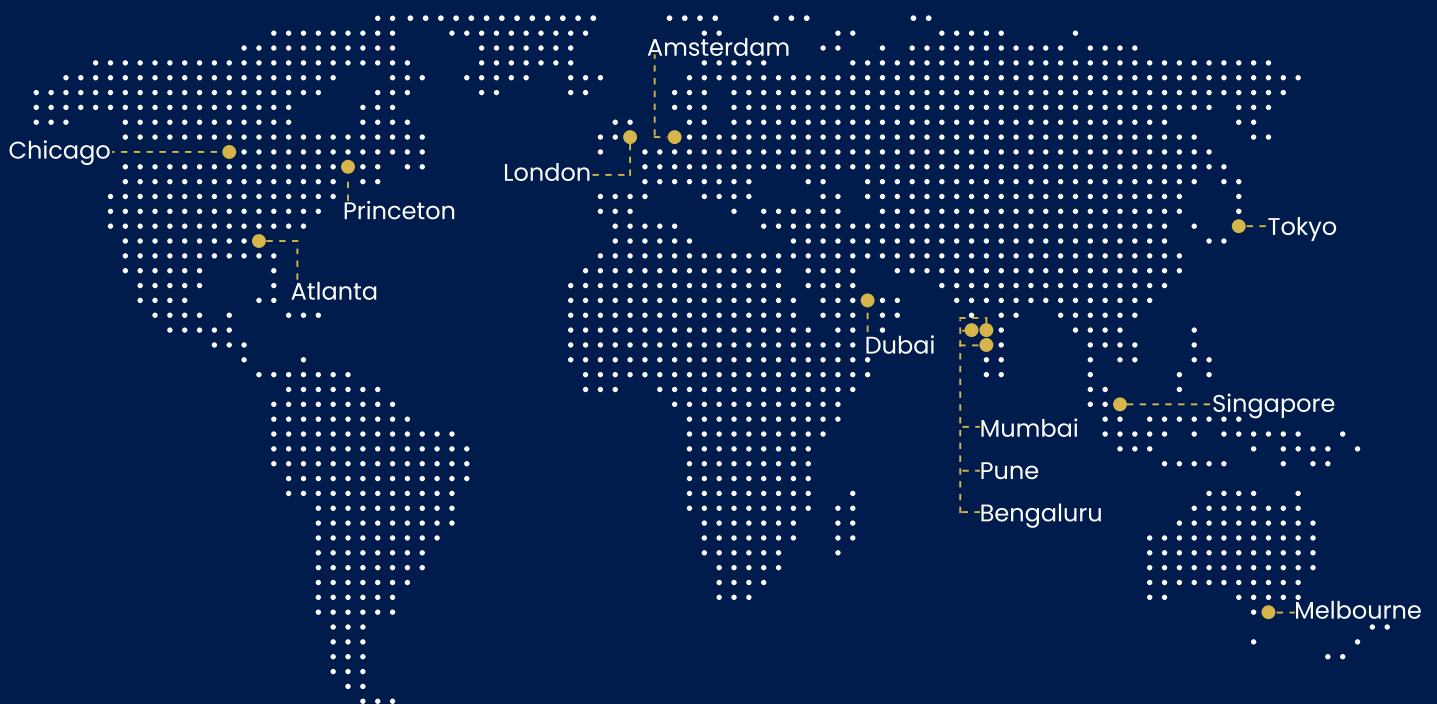 Amsterdam
Chicago
London
Princeton
Tokyo
Atlanta
Dubai
Singapore
Mumbai
Pune
Bengaluru
Melbourne